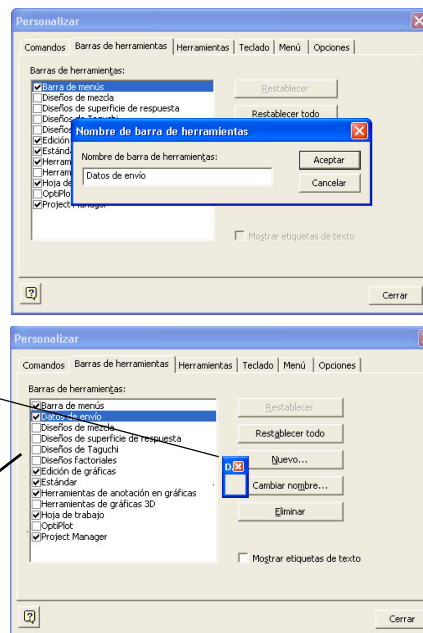 Personalizar
Comandos Barras de herramientas Herramientas Teclado Menú Opciones
Barras de herramientas:
Barra de menús
Diseños de mezcla
Diseños de superficie de respuesta
Diseños
Edición
Hoja de
Project Manager
Restablecer
Restablecer todo
Nombre de barra de herramientas
Nombre de barra de herramientas:
Datos de envío
Aceptar
Cancelar
Mostrar etiquetas de texto
Cerrar
Personalizar
Comandos Barras de herramientas Herramientas Teclado Menú Opciones
Barras de herramientas:
Barra de menús
Datos de envío
Diseños de mezcla
Diseños de superficie de respuesta
Diseños de Taguchi
Diseños factoriales
Edición de gráficas
Estándar
Herramientas de anotación en gráficas
Herramientas de gráficas 3D
Hoja de trabajo
OptiPlot
Project Manager
Restablecer
Restablecer todo
Nuevo...
D.
Cambiar nombre...
Eliminar
Mostrar etiquetas de texto
Cerrar